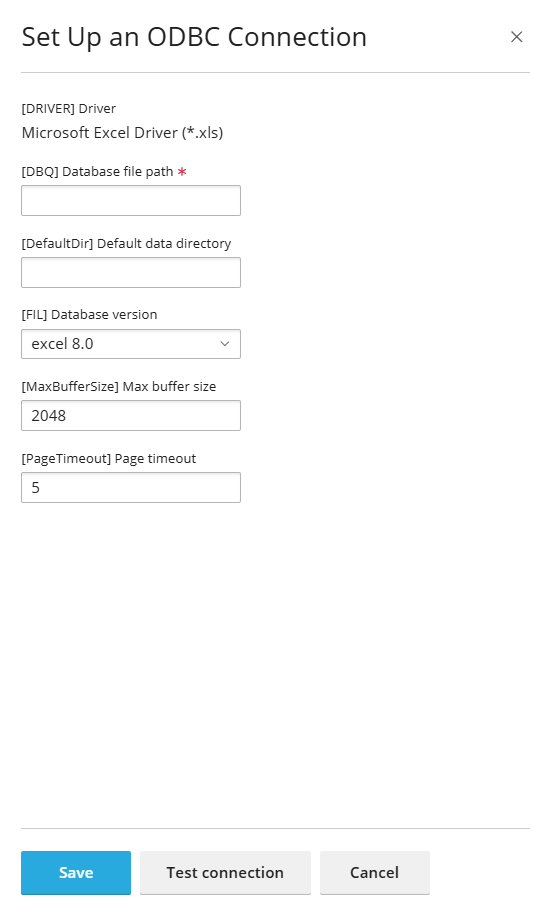 Set Up an ODBC Connection
[DRIVER] Driver
Microsoft Excel Driver (*.xls)
[DBQ] Database file path *
[DefaultDir] Default data directory
[FIL] Database version
excel 8.0
[MaxBufferSize] Max buffer size
2048
[PageTimeout] Page timeout
5
Save Test connection Cancel